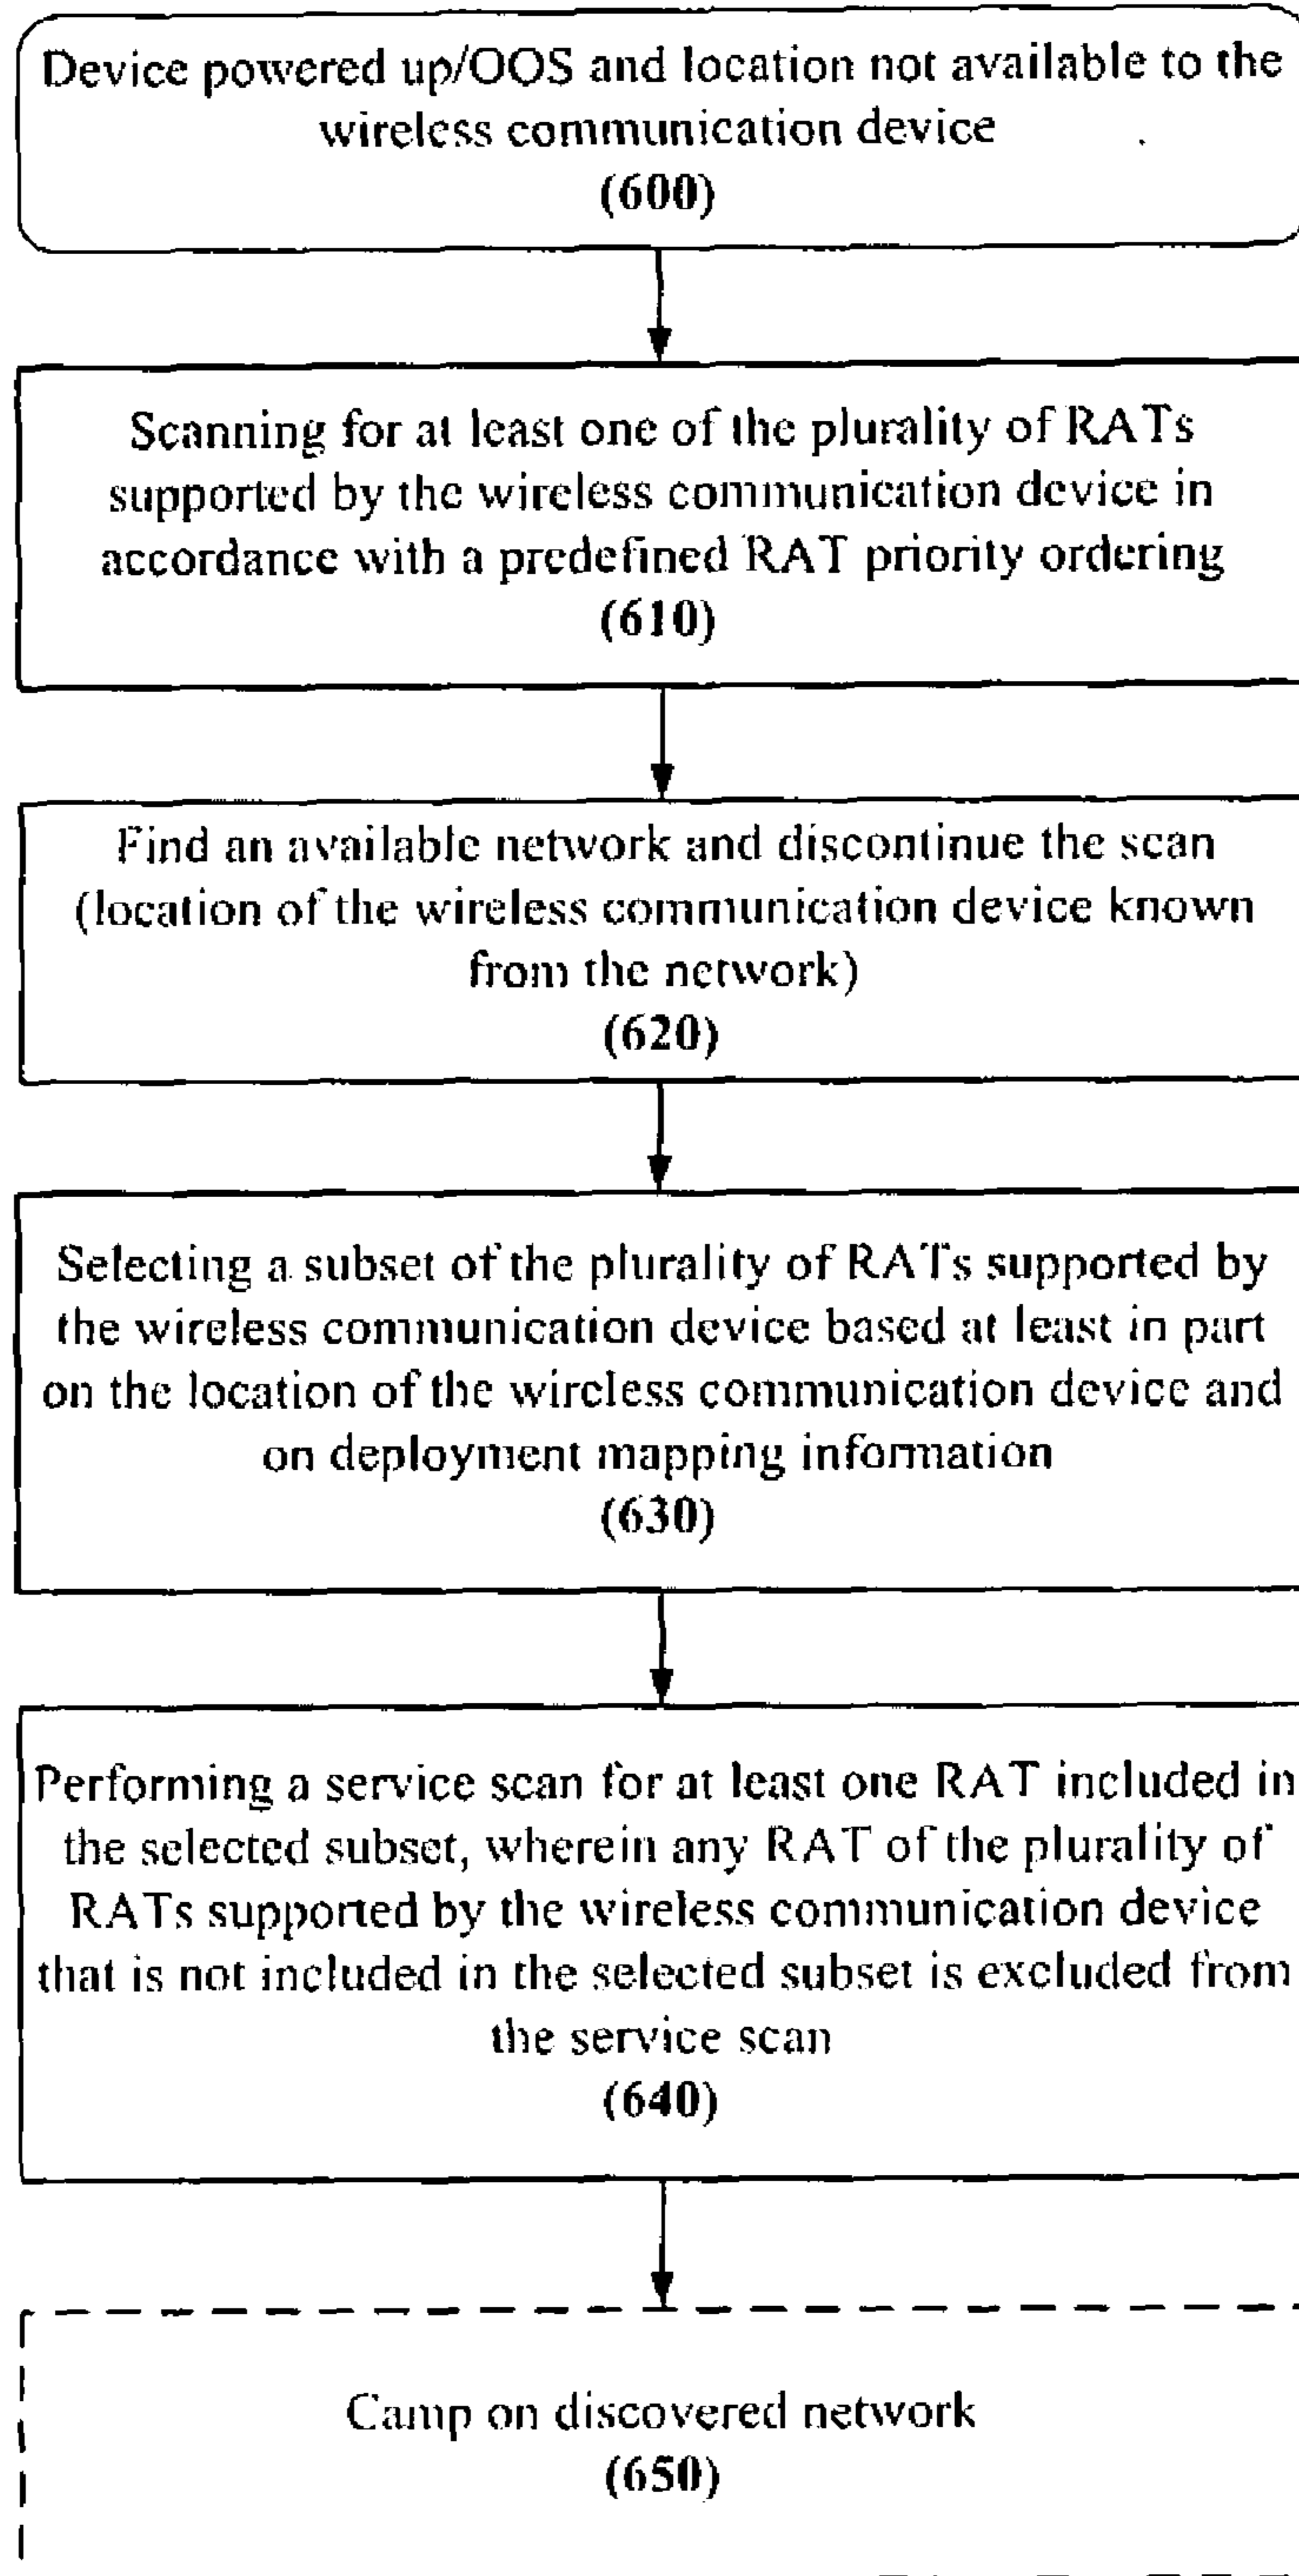 Device powered up/OOS and location not available to the
wireless communication device
(600)
Scanning for at least one of the plurality of RATs
supported by the wireless communication device in
accordance with a predefined RAT priority ordering
(610)
Find an available network and discontinue the scan
(location of the wireless communication device known
from the network)
(620)
Selecting a subset of the plurality of RATs supported by
the wireless communication device based at least in part
on the location of the wireless communication device and
on deployment mapping information
(630)
Performing a service scan for at least one RAT included in
the selected subset, wherein any RAT of the plurality of
RATs supported by the wireless communication device
that is not included in the selected subset is excluded from
the service scan
(640)
Camp on discovered network
(650)